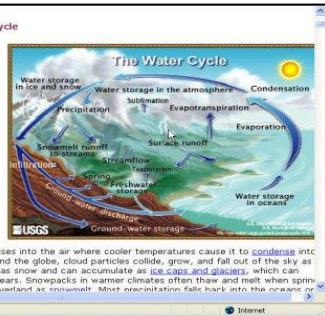 ycle
The Water Cycle
Water storage
in ice and snow
Water storage in the atmosphere
Condensation
Sublimation
Precipitation
Evapotranspiration
Evaporation
Snowmelt runoff
to streams
Surface runoff
Infiltration
Streamflow
Evaporation
Spring
Freshwater
storage
Water storage
in oceans
Ground-water discharge
Ground-water storage
USGS
ses into the air where cooler temperatures cause it to condense into
nd the globe, cloud particles collide, grow, and fall out of the sky as
as snow and can accumulate as ice caps and glaciers, which can
ears. Snowpacks in warmer climates often thaw and melt when sprin
verland as snowmelt. Most precipitation falls back into the oceans or
Internet